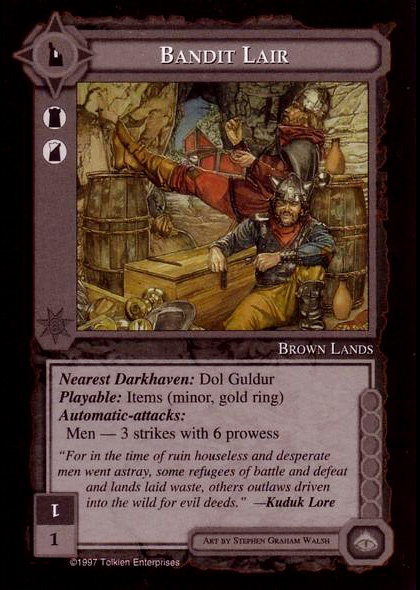 BANDIT LAIR
BROWN LANDS
Nearest Darkhaven: Dol Guldur
Playable: Items (minor, gold ring)
Automatic-attacks:
Men — 3 strikes with 6 prowess
“For in the time of ruin houseless and desperate
men went astray, some refugees of battle and defeat
and lands laid waste, others outlaws driven
into the wild for evil deeds.” —Kuduk Lore
1
1
ART BY STEPHEN GRAHAM WALSH
©1997 Tolkien Enterprises